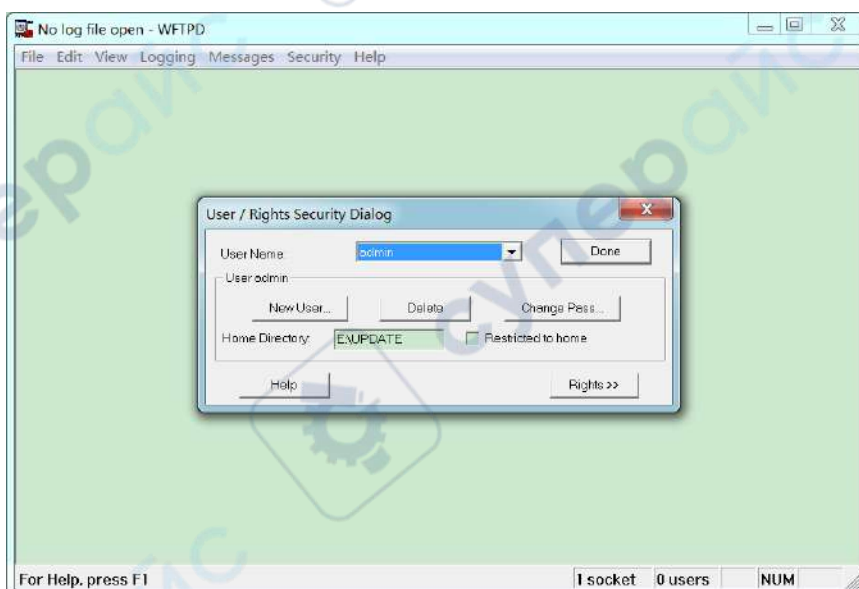 No log file open - WFTPD
File Edit View Logging Messages Security Help
User / Rights Security Dialog
User Name:
admin
Done
User admin
New User...
Delete
Change Pass...
Home Directory:
E:\UPDATE
Restricted to home
Help
Rights >>
For Help, press F1
1 socket
0 users
NUM
суперайс